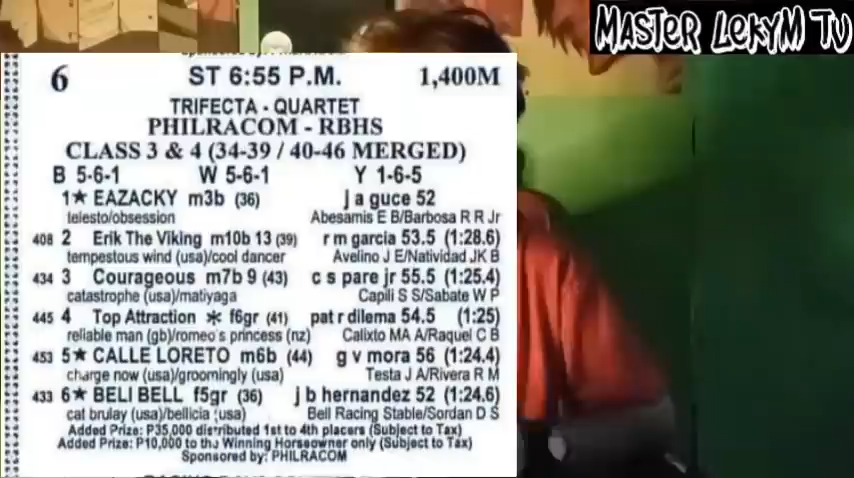 MASTER LEKYM TV
6 ST 6:55 P.M. 1,400M
TRIFECTA - QUARTET
PHILRACOM - RBHS
CLASS 3 & 4 (34-39 / 40-46 MERGED)
B 5-6-1 W 5-6-1 Y 1-6-5
1★ EAZACKY m3b (36) j a guce 52
telesto/obsession Abesamis E B/Barbosa R R Jr
408 2 Erik The Viking m10b 13 (39) r m garcia 53.5 (1:28.6)
tempestous wind (usa)/cool dancer Avelino J E/Natividad JK B
434 3 Courageous m7b 9 (43) c s pare jr 55.5 (1:25.4)
catastrophe (usa)/matiyaga Capili S S/Sabate W P
445 4 Top Attraction ✻ f6gr (41) pat r dilema 54.5 (1:25)
reliable man (gb)/romeo's princess (nz) Calixto MA A/Raquel C B
453 5★ CALLE LORETO m6b (44) g v mora 56 (1:24.4)
charge now (usa)/groomingly (usa) Testa J A/Rivera R M
433 6★ BELI BELL f5gr (36) j b hernandez 52 (1:24.6)
cat brulay (usa)/bellicia (usa) Bell Racing Stable/Sordan D S
Added Prize: P35,000 distributed 1st to 4th placers (Subject to Tax)
Added Prize: P10,000 to the Winning Horseowner only (Subject to Tax)
Sponsored by: PHILRACOM